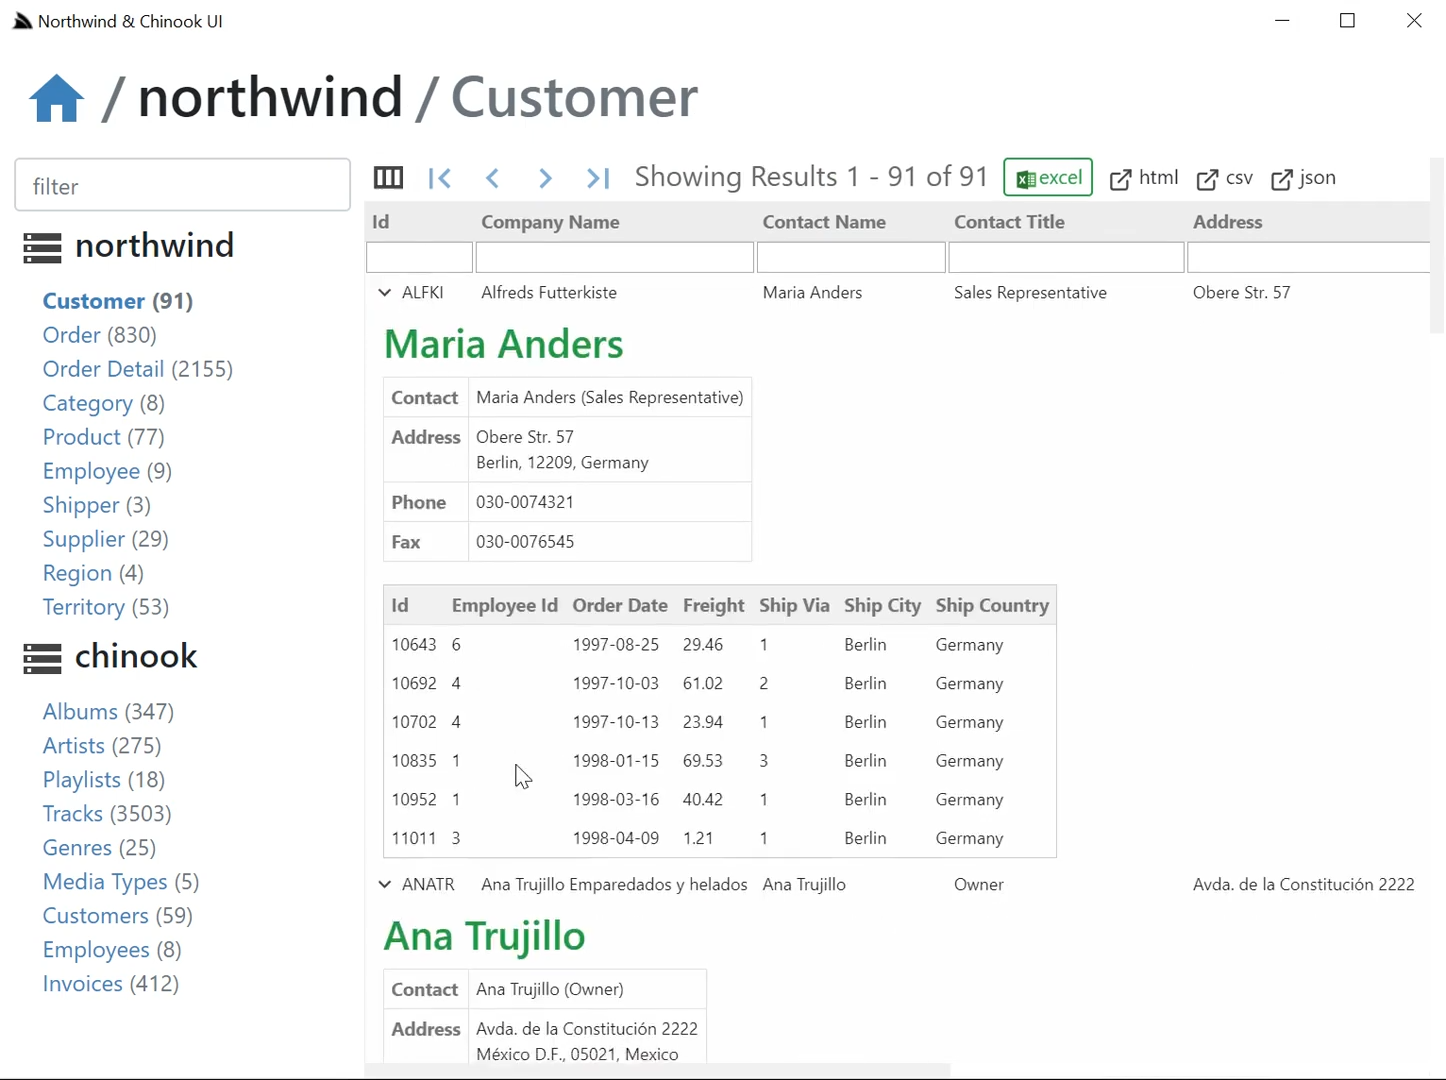 Northwind & Chinook UI
/ northwind / Customer
filter
northwind
Customer (91)
Order (830)
Order Detail (2155)
Category (8)
Product (77)
Employee (9)
Shipper (3)
Supplier (29)
Region (4)
Territory (53)
chinook
Albums (347)
Artists (275)
Playlists (18)
Tracks (3503)
Genres (25)
Media Types (5)
Customers (59)
Employees (8)
Invoices (412)
Showing Results 1 - 91 of 91 excel html csv json
Id Company Name Contact Name Contact Title Address
ALFKI Alfreds Futterkiste Maria Anders Sales Representative Obere Str. 57
Maria Anders
Contact Maria Anders (Sales Representative)
Address Obere Str. 57
Berlin, 12209, Germany
Phone 030-0074321
Fax 030-0076545
Id Employee Id Order Date Freight Ship Via Ship City Ship Country
10643 6 1997-08-25 29.46 1 Berlin Germany
10692 4 1997-10-03 61.02 2 Berlin Germany
10702 4 1997-10-13 23.94 1 Berlin Germany
10835 1 1998-01-15 69.53 3 Berlin Germany
10952 1 1998-03-16 40.42 1 Berlin Germany
11011 3 1998-04-09 1.21 1 Berlin Germany
ANATR Ana Trujillo Emparedados y helados Ana Trujillo Owner Avda. de la Constitución 2222
Ana Trujillo
Contact Ana Trujillo (Owner)
Address Avda. de la Constitución 2222
México D.F., 05021, Mexico